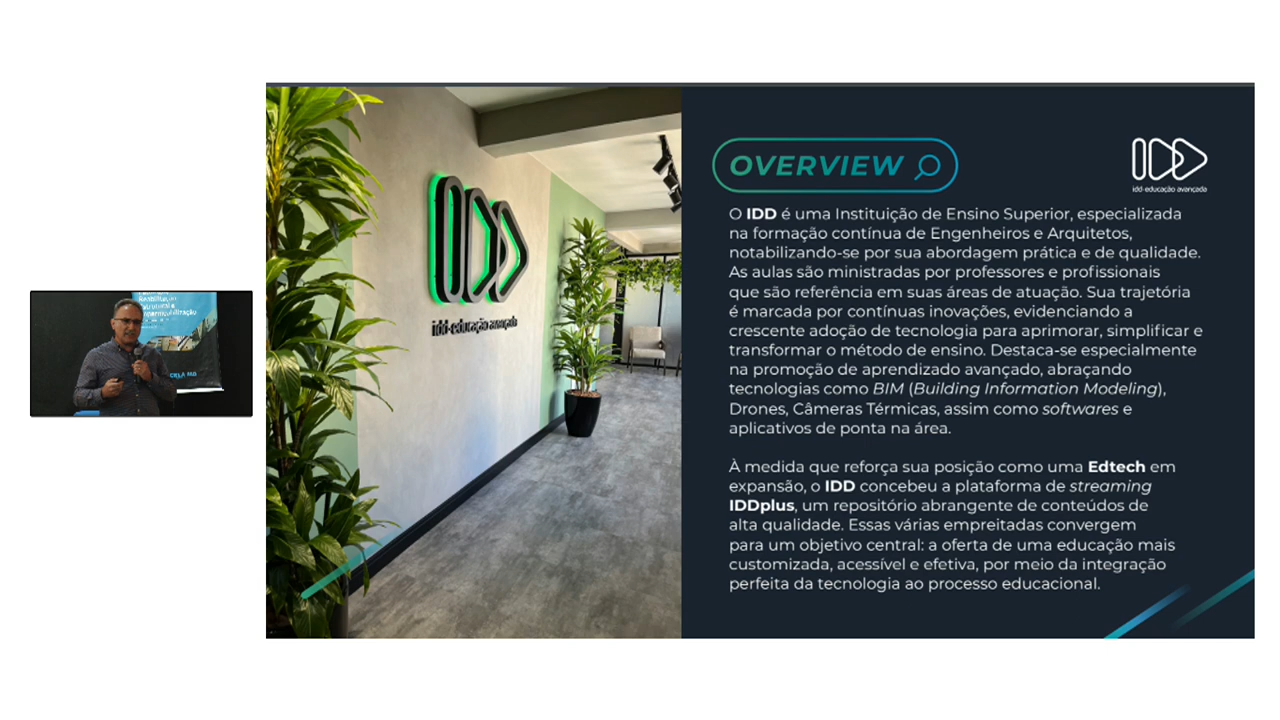 Reabilitação
Estrutural e
Impermeabilização
idd-educação avançada
OVERVIEW
idd-educação avançada
O IDD é uma Instituição de Ensino Superior, especializada
na formação contínua de Engenheiros e Arquitetos,
notabilizando-se por sua abordagem prática e de qualidade.
As aulas são ministradas por professores e profissionais
que são referência em suas áreas de atuação. Sua trajetória
é marcada por contínuas inovações, evidenciando a
crescente adoção de tecnologia para aprimorar, simplificar e
transformar o método de ensino. Destaca-se especialmente
na promoção de aprendizado avançado, abraçando
tecnologias como BIM (Building Information Modeling),
Drones, Câmeras Térmicas, assim como softwares e
aplicativos de ponta na área.
À medida que reforça sua posição como uma Edtech em
expansão, o IDD concebeu a plataforma de streaming
IDDplus, um repositório abrangente de conteúdos de
alta qualidade. Essas várias empreitadas convergem
para um objetivo central: a oferta de uma educação mais
customizada, acessível e efetiva, por meio da integração
perfeita da tecnologia ao processo educacional.